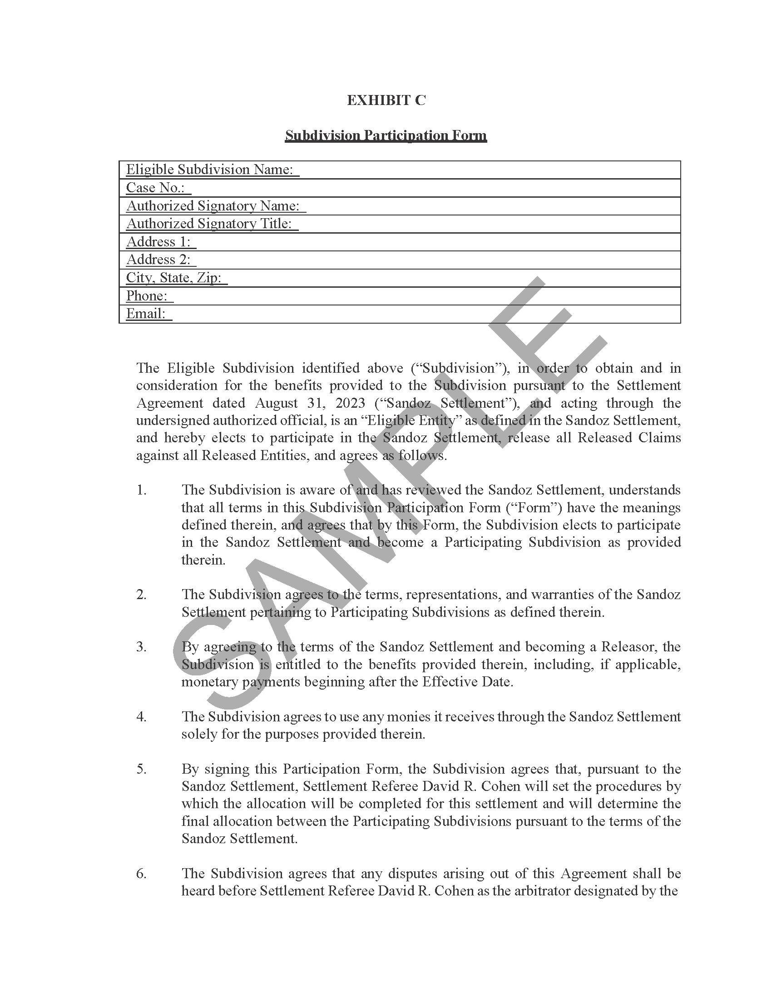 EXHIBIT C
Subdivision Participation Form
Eligible Subdivision Name:
Case No.:
Authorized Signatory Name:
Authorized Signatory Title:
Address 1:
Address 2:
City, State, Zip:
Phone:
Email:
The Eligible Subdivision identified above (“Subdivision”), in order to obtain and in
consideration for the benefits provided to the Subdivision pursuant to the Settlement
Agreement dated August 31, 2023 (“Sandoz Settlement”), and acting through the
undersigned authorized official, is an “Eligible Entity” as defined in the Sandoz Settlement,
and hereby elects to participate in the Sandoz Settlement, release all Released Claims
against all Released Entities, and agrees as follows.
1. The Subdivision is aware of and has reviewed the Sandoz Settlement, understands
that all terms in this Subdivision Participation Form (“Form”) have the meanings
defined therein, and agrees that by this Form, the Subdivision elects to participate
in the Sandoz Settlement and become a Participating Subdivision as provided
therein.
2. The Subdivision agrees to the terms, representations, and warranties of the Sandoz
Settlement pertaining to Participating Subdivisions as defined therein.
3. By agreeing to the terms of the Sandoz Settlement and becoming a Releasor, the
Subdivision is entitled to the benefits provided therein, including, if applicable,
monetary payments beginning after the Effective Date.
4. The Subdivision agrees to use any monies it receives through the Sandoz Settlement
solely for the purposes provided therein.
5. By signing this Participation Form, the Subdivision agrees that, pursuant to the
Sandoz Settlement, Settlement Referee David R. Cohen will set the procedures by
which the allocation will be completed for this settlement and will determine the
final allocation between the Participating Subdivisions pursuant to the terms of the
Sandoz Settlement.
6. The Subdivision agrees that any disputes arising out of this Agreement shall be
heard before Settlement Referee David R. Cohen as the arbitrator designated by the
SAMPLE